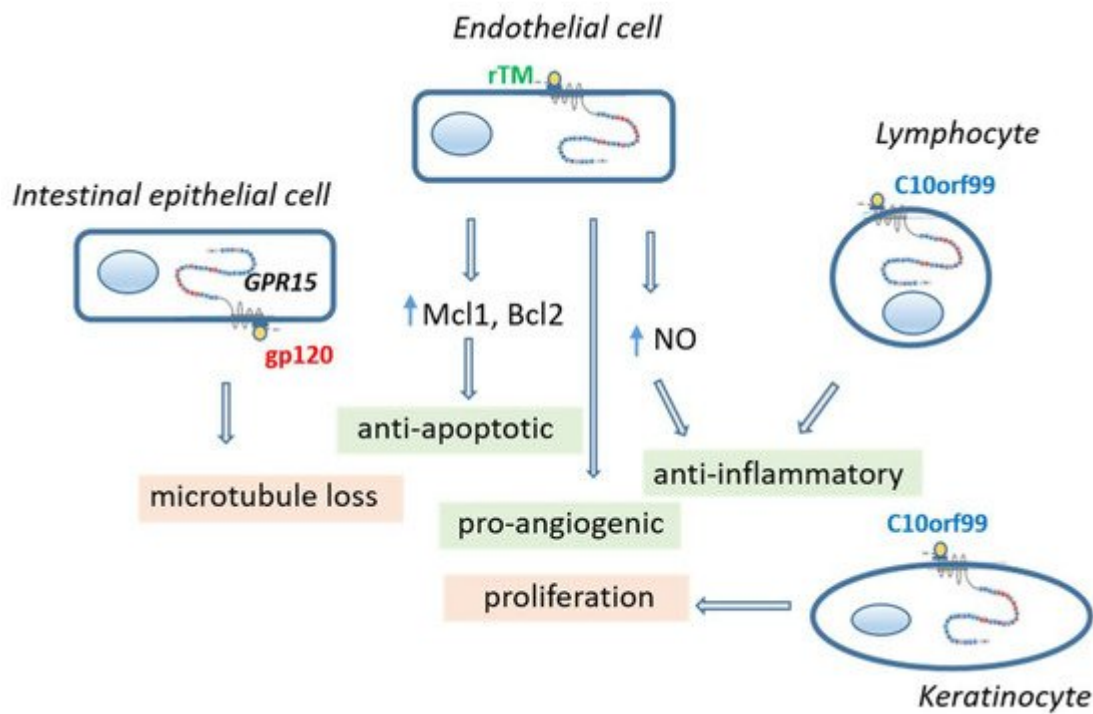 Endothelial cell
rTM
Lymphocyte
C10orf99
Intestinal epithelial cell
GPR15
gp120
Mcl1, Bcl2
NO
anti-apoptotic
anti-inflammatory
microtubule loss
pro-angiogenic
C10orf99
proliferation
Keratinocyte